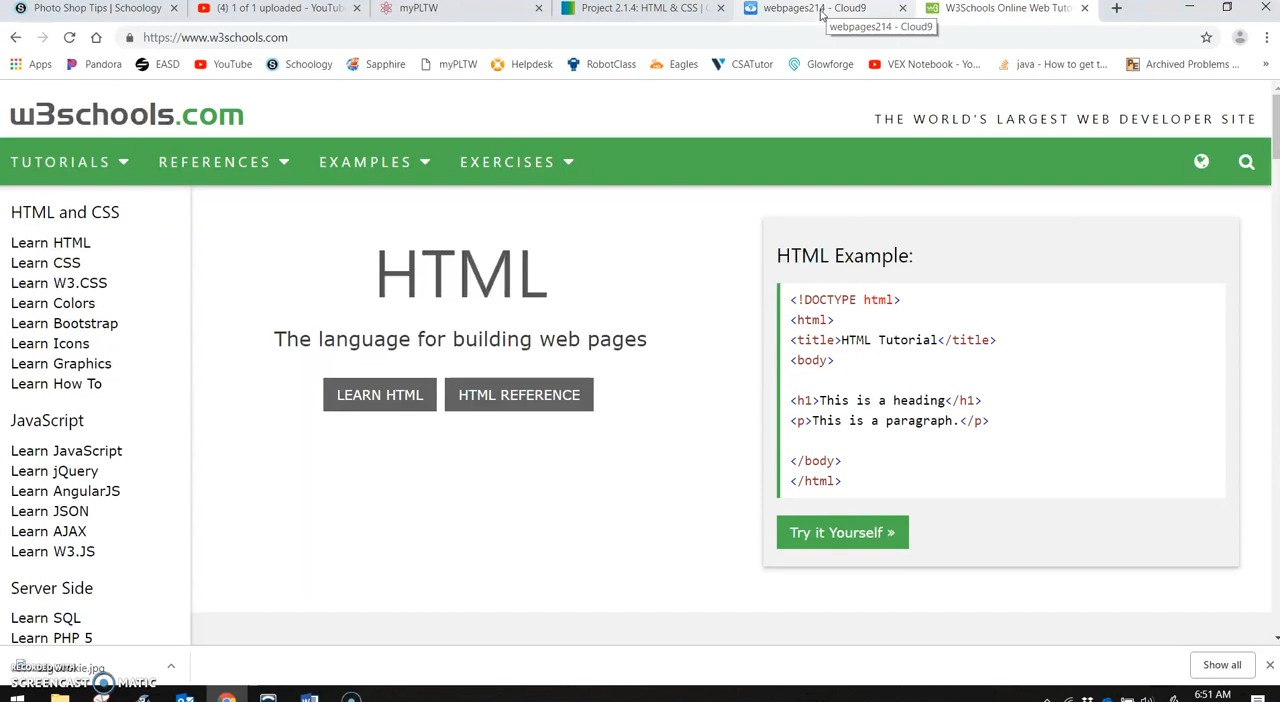 Photo Shop Tips | Schoology
(4) 1 of 1 uploaded - YouTube
myPLTW
Project 2.1.4: HTML & CSS | C
webpages214 - Cloud9
W3Schools Online Web Tuto
webpages214 - Cloud9
https://www.w3schools.com
Apps Pandora EASD YouTube Schoology Sapphire myPLTW Helpdesk RobotClass Eagles CSATutor Glowforge VEX Notebook - Yo... java - How to get t... Archived Problems ... »
w3schools.com
THE WORLD'S LARGEST WEB DEVELOPER SITE
TUTORIALS REFERENCES EXAMPLES EXERCISES
HTML and CSS
Learn HTML
Learn CSS
Learn W3.CSS
Learn Colors
Learn Bootstrap
Learn Icons
Learn Graphics
Learn How To
JavaScript
Learn JavaScript
Learn jQuery
Learn AngularJS
Learn JSON
Learn AJAX
Learn W3.JS
Server Side
Learn SQL
Learn PHP 5
HTML
The language for building web pages
LEARN HTML HTML REFERENCE
HTML Example:
<!DOCTYPE html>
<html>
<title>HTML Tutorial</title>
<body>
<h1>This is a heading</h1>
<p>This is a paragraph.</p>
</body>
</html>
Try it Yourself »
Show all
RECORDED WITH
SCREENCAST MATIC
6:51 AM